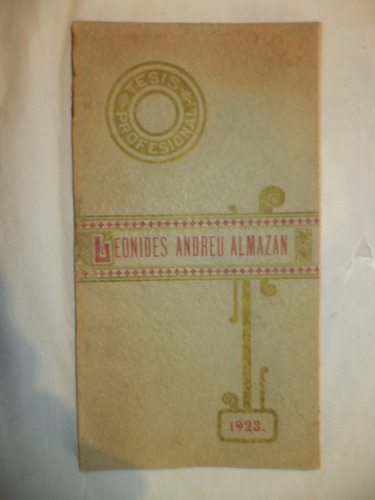 TESIS
PROFESIONAL
LEONIDES ANDREU ALMAZAN
1923.